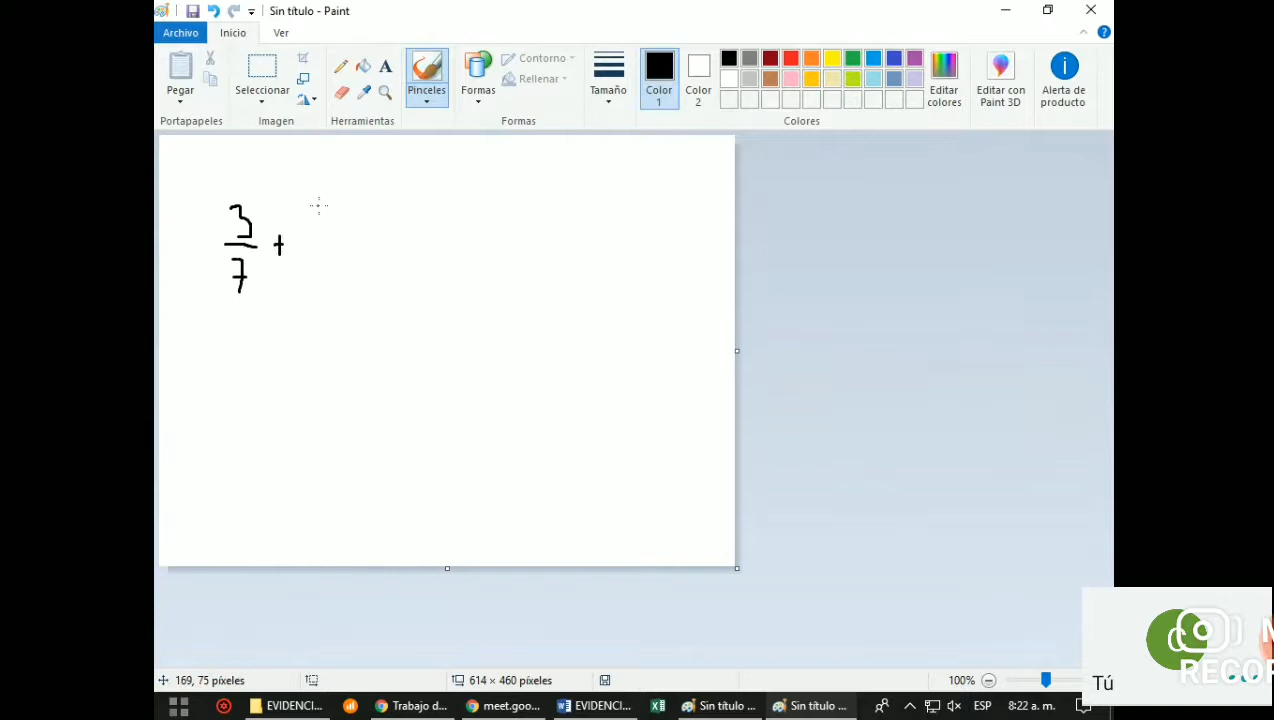 Sin título - Paint
Archivo Inicio Ver
Pegar
Seleccionar
Pinceles
Formas
Contorno
Rellenar
Tamaño
Color 1
Color 2
Editar colores
Editar con Paint 3D
Alerta de producto
Portapapeles Imagen Herramientas Formas Colores
3
7 +
C
RECOR
Tú
169, 75 píxeles 614 × 460 píxeles 100%
EVIDENCI... Trabajo d... meet.goo... EVIDENCI... Sin título ... Sin título ... ESP 8:22 a. m.